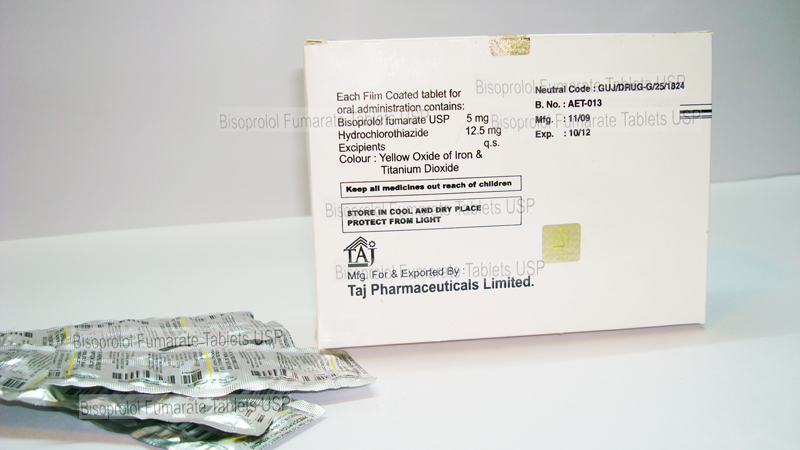 Each Film Coated tablet for
oral administration contains:
Bisoprolol fumarate USP 5 mg
Hydrochlorothiazide 12.5 mg
Excipients q.s.
Colour : Yellow Oxide of Iron &
Titanium Dioxide
Keep all medicines out reach of children
STORE IN COOL AND DRY PLACE
PROTECT FROM LIGHT
TAJ
Mfg. For & Exported By :
Taj Pharmaceuticals Limited.
Neutral Code : GUJ/DRUG-G/25/1824
B. No. : AET-013
Mfg. : 11/09
Exp. : 10/12
Bisoprolol Fumarate Tablets USP
Bisoprolol Fumarate Tablets USP
Bisoprolol Fumarate Tablets USP
Bisoprolol Fumarate Tablets USP
Bisoprolol Fumarate Tablets USP
Bisoprolol Fumarate Tablets USP
Bisoprolol Fumarate Tablets USP